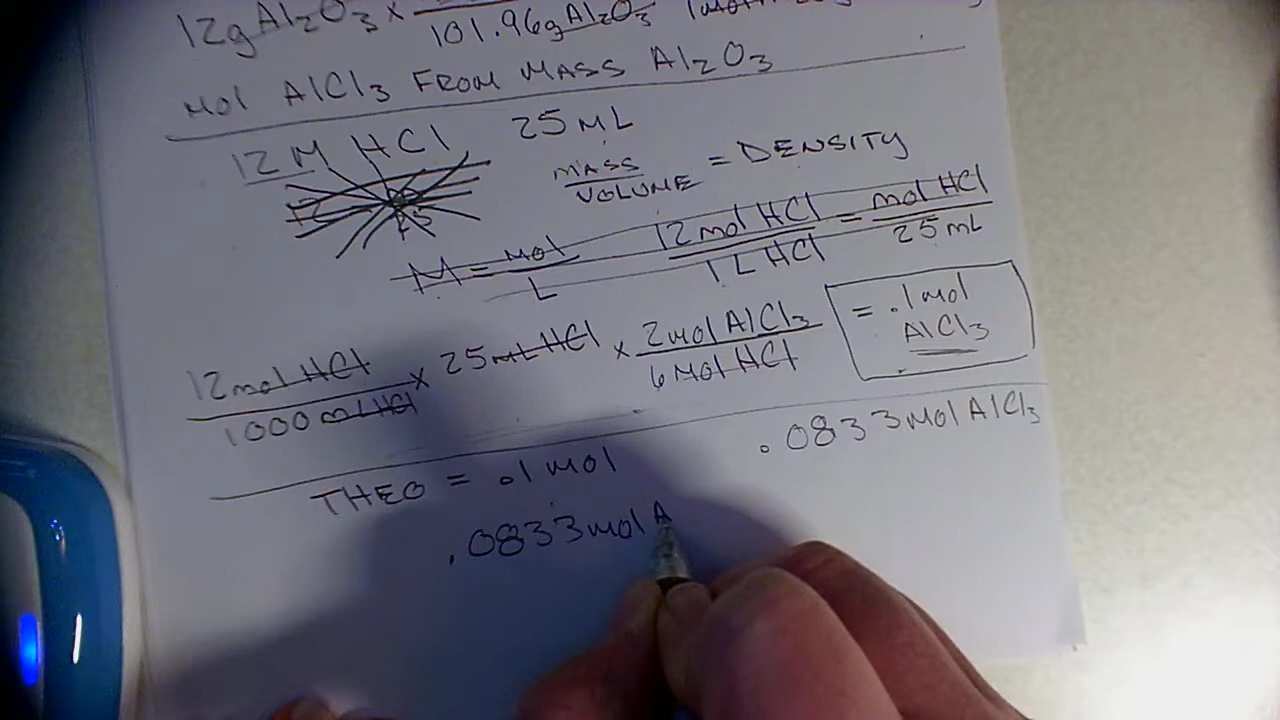 12g Al2O3 ×
101.96g Al2O3
mol AlCl3 FROM MASS Al2O3
12M HCl 25 mL
MASS
VOLUME = DENSITY
M = mol
L
12 mol HCl
1 L HCl
= mol HCl
25 mL
12 mol HCl
1000 mL HCl
× 25 mL HCl × 2 mol AlCl3
6 mol HCl
= .1 mol
AlCl3
THEO = .1 mol
.0833 mol AlCl3
.0833 mol A